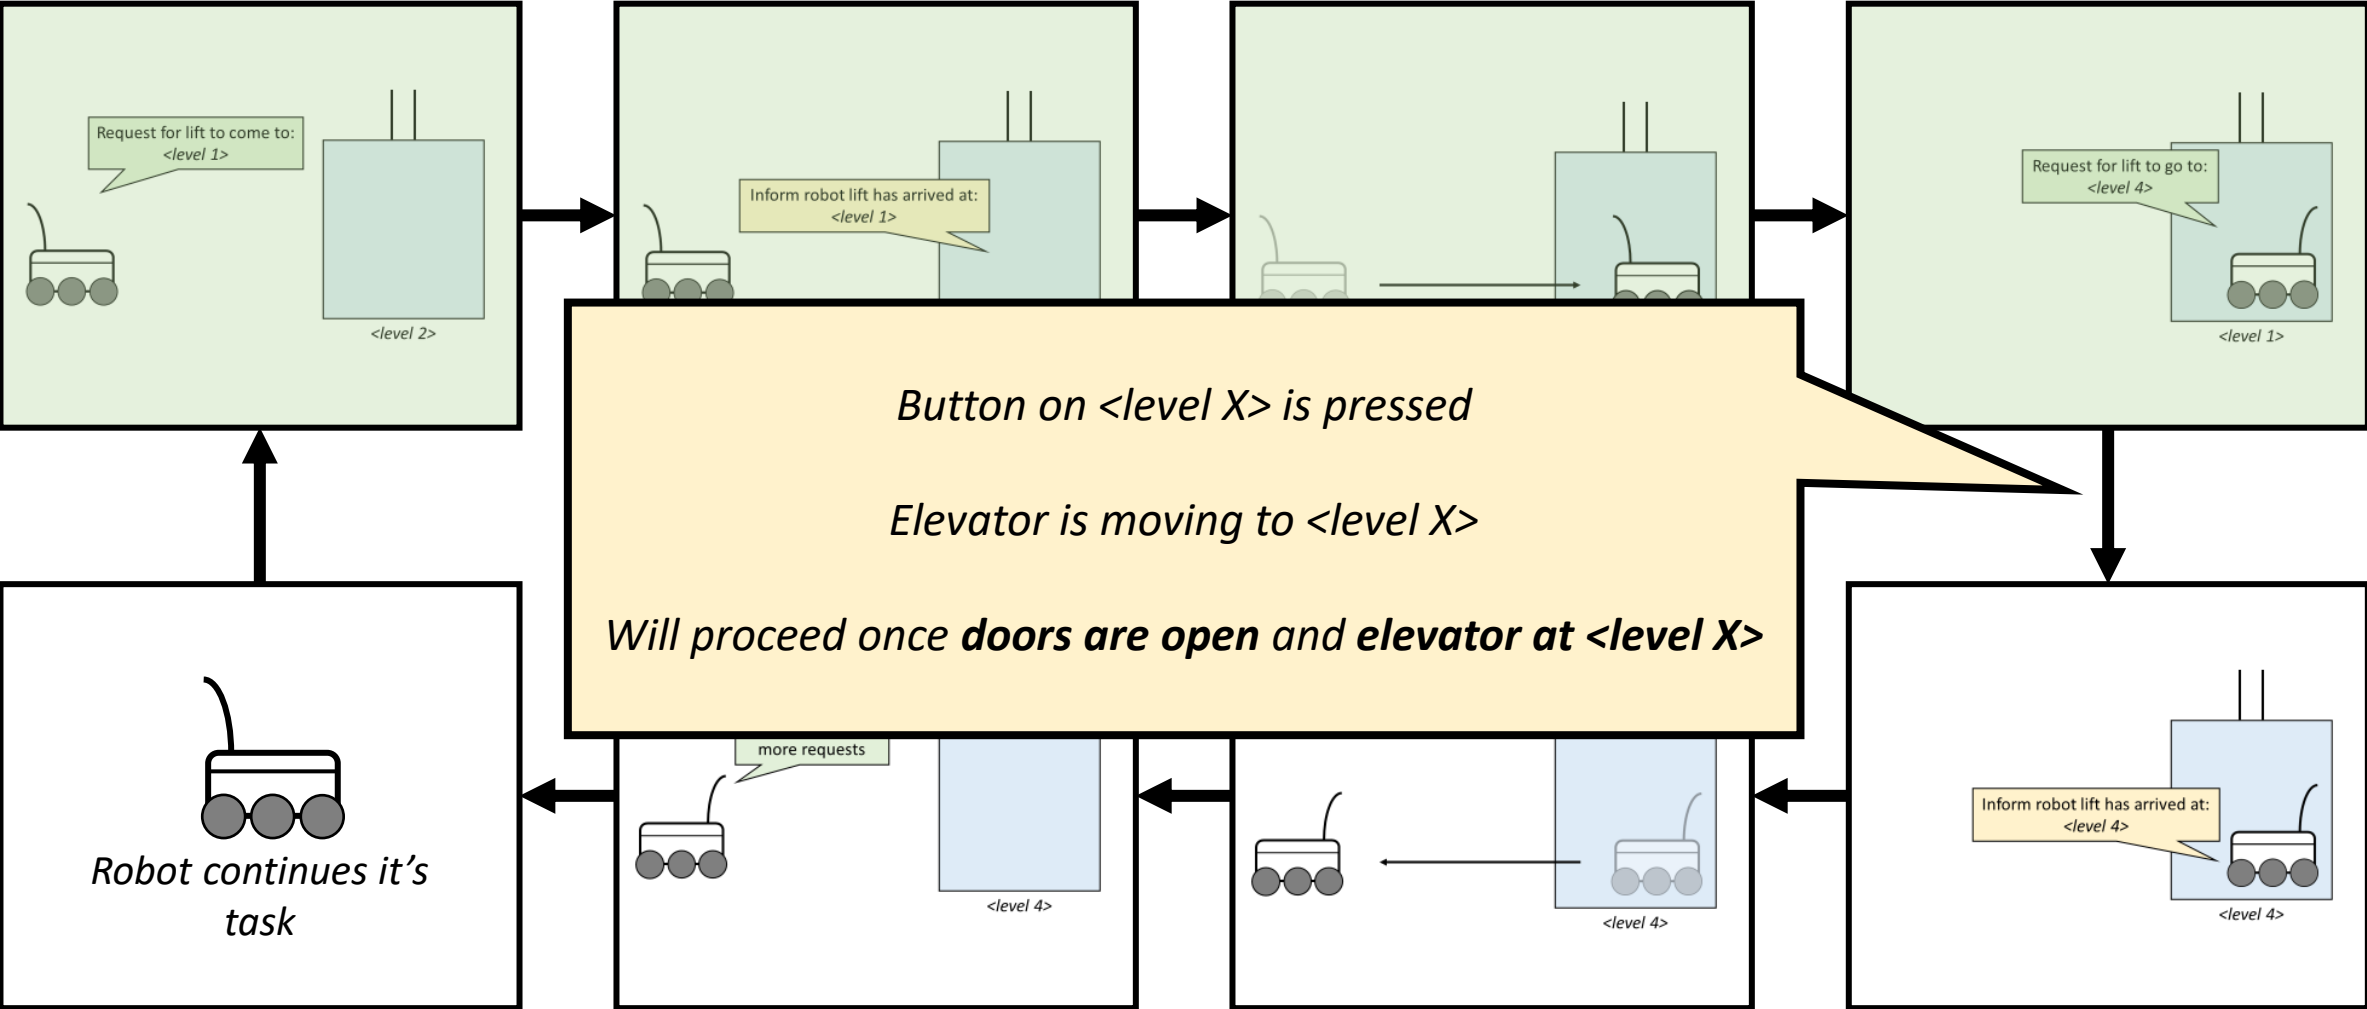 Request for lift to come to:
<level 1>
<level 2>
Inform robot lift has arrived at:
<level 1>
Request for lift to go to:
<level 4>
<level 1>
Button on <level X> is pressed
Elevator is moving to <level X>
Will proceed once doors are open and elevator at <level X>
Inform robot lift has arrived at:
<level 4>
<level 4>
<level 4>
more requests
<level 4>
Robot continues it’s
task